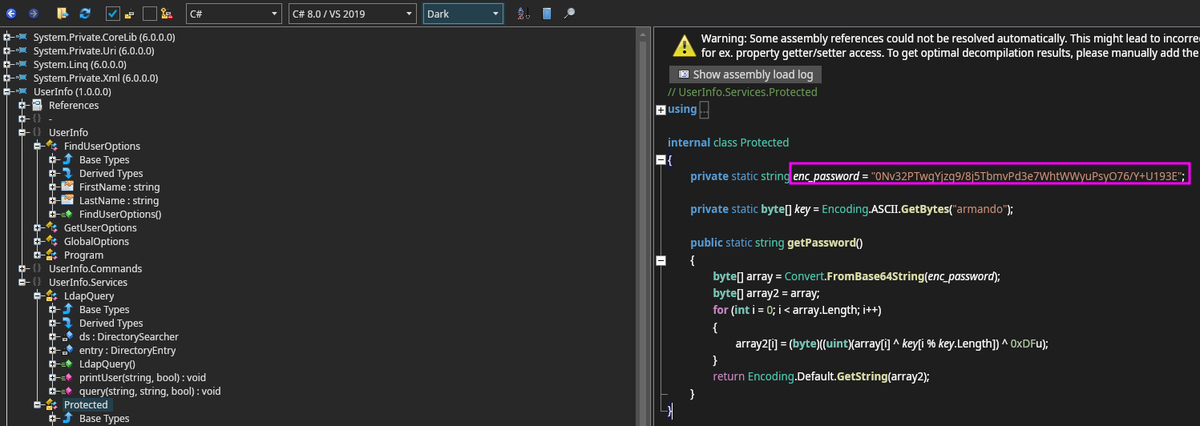 C#
C# 8.0 / VS 2019
Dark
System.Private.CoreLib (6.0.0.0)
System.Private.Uri (6.0.0.0)
System.Linq (6.0.0.0)
System.Private.Xml (6.0.0.0)
UserInfo (1.0.0.0)
References
-
UserInfo
FindUserOptions
Base Types
Derived Types
FirstName : string
LastName : string
FindUserOptions()
GetUserOptions
GlobalOptions
Program
UserInfo.Commands
UserInfo.Services
LdapQuery
Base Types
Derived Types
ds : DirectorySearcher
entry : DirectoryEntry
LdapQuery()
printUser(string, bool) : void
query(string, string, bool) : void
Protected
Base Types
Warning: Some assembly references could not be resolved automatically. This might lead to incorre
for ex. property getter/setter access. To get optimal decompilation results, please manually add the
Show assembly load log
// UserInfo.Services.Protected
using ...
internal class Protected
{
private static string enc_password = "0Nv32PTwgYjzg9/8j5TbmvPd3e7WhtWWyuPsyO76/Y+U193E";
private static byte[] key = Encoding.ASCII.GetBytes("armando");
public static string getPassword()
{
byte[] array = Convert.FromBase64String(enc_password);
byte[] array2 = array;
for (int i = 0; i < array.Length; i++)
{
array2[i] = (byte)((uint)(array[i] ^ key[i % key.Length]) ^ 0xDFu);
}
return Encoding.Default.GetString(array2);
}
}